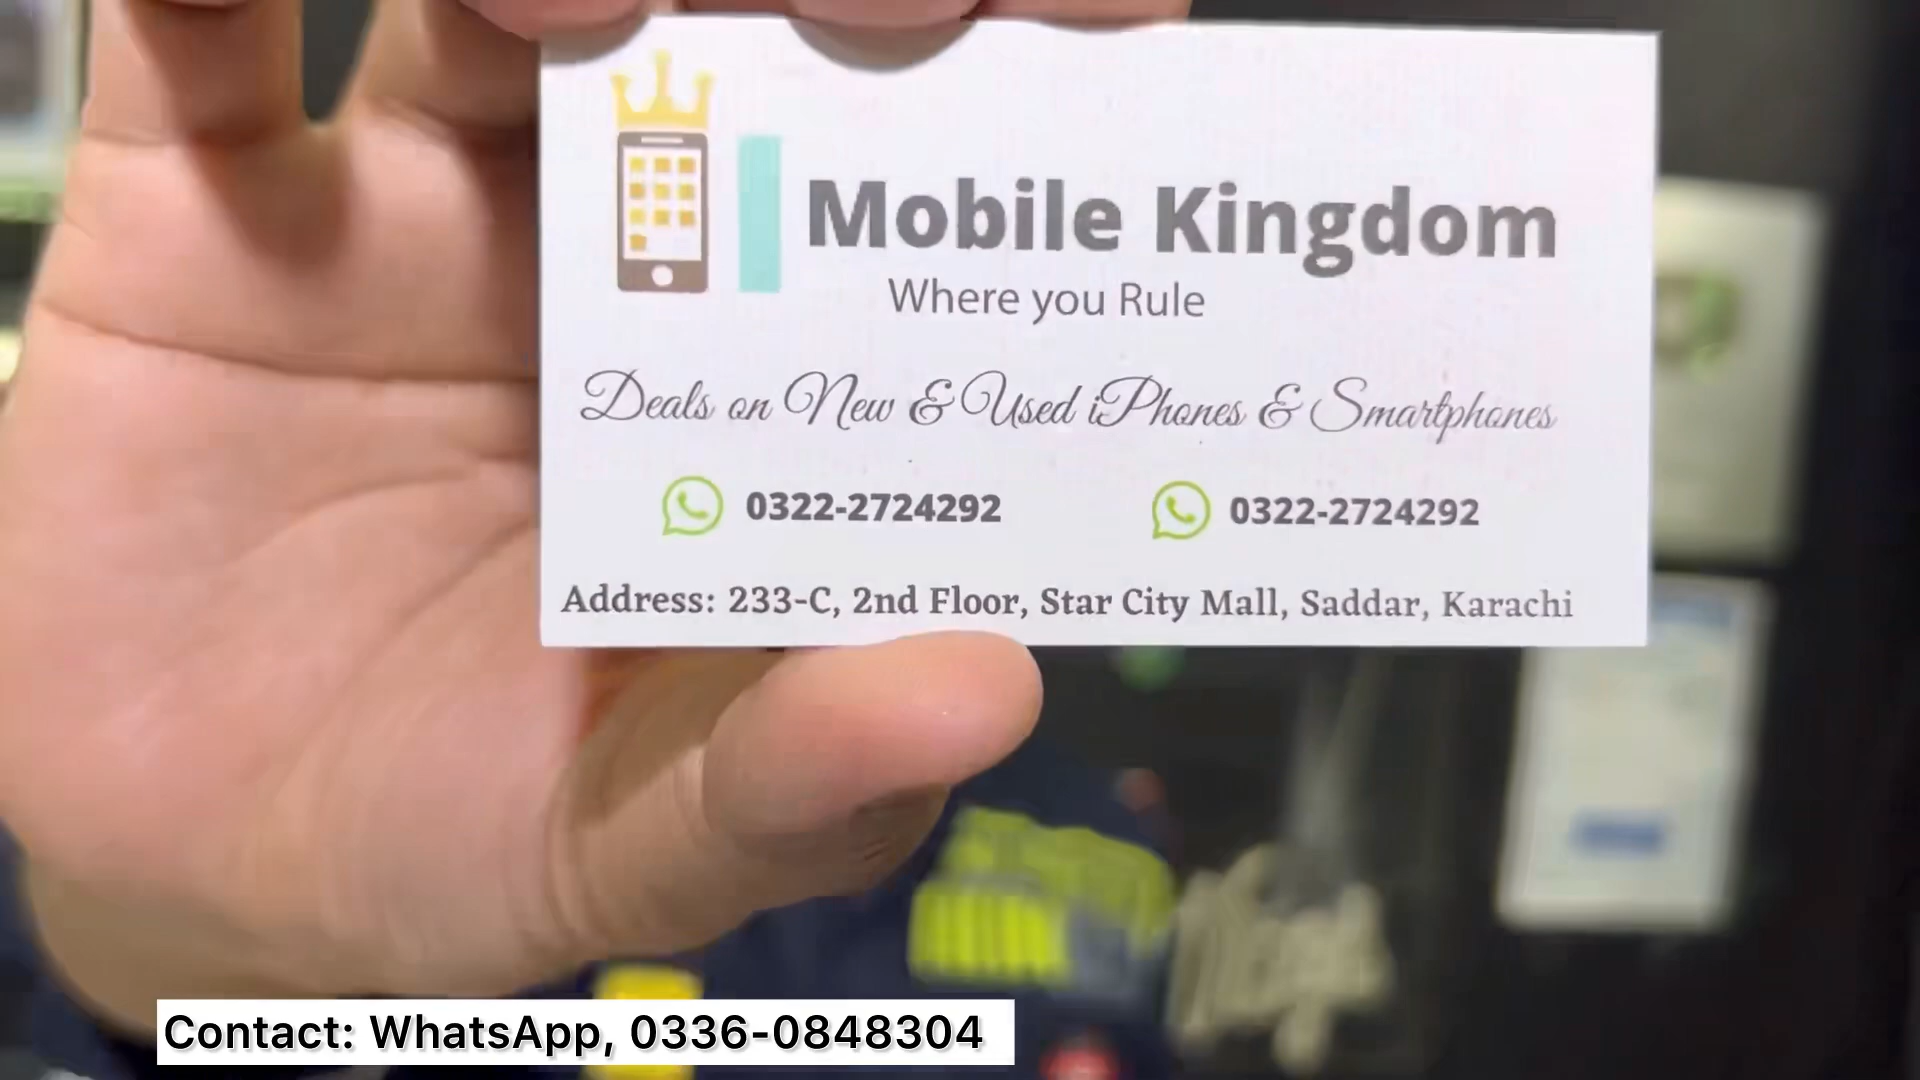 Mobile Kingdom
Where you Rule
Deals on New & Used iPhones & Smartphones
0322-2724292 0322-2724292
Address: 233-C, 2nd Floor, Star City Mall, Saddar, Karachi
Contact: WhatsApp, 0336-0848304